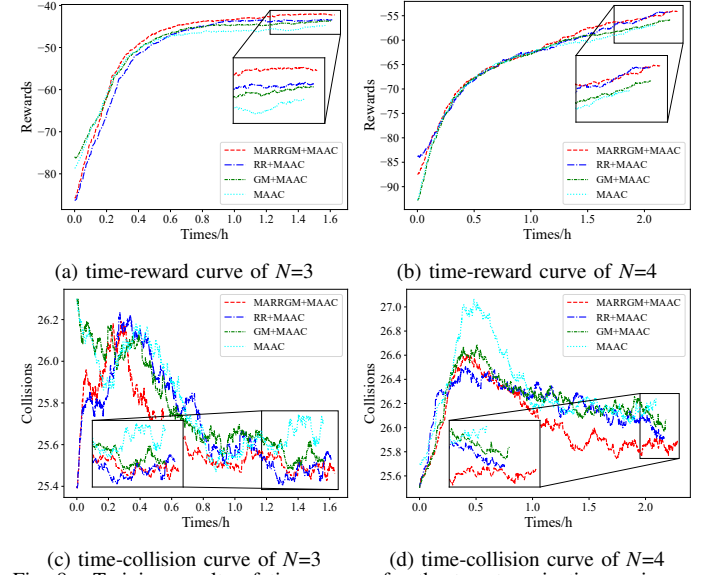 −40
−50
−60
−70
−80
Rewards
0.0 0.2 0.4 0.6 0.8 1.0 1.2 1.4 1.6
Times/h
MARRGM+MAAC
RR+MAAC
GM+MAAC
MAAC
(a) time-reward curve of N=3
−55
−60
−65
−70
−75
−80
−85
−90
Rewards
0.0 0.5 1.0 1.5 2.0
Times/h
MARRGM+MAAC
RR+MAAC
GM+MAAC
MAAC
(b) time-reward curve of N=4
26.2
26.0
25.8
25.6
25.4
Collisions
0.0 0.2 0.4 0.6 0.8 1.0 1.2 1.4 1.6
Times/h
MARRGM+MAAC
RR+MAAC
GM+MAAC
MAAC
(c) time-collision curve of N=3
27.0
26.8
26.6
26.4
26.2
26.0
25.8
25.6
Collisions
0.0 0.5 1.0 1.5 2.0
Times/h
MARRGM+MAAC
RR+MAAC
GM+MAAC
MAAC
(d) time-collision curve of N=4